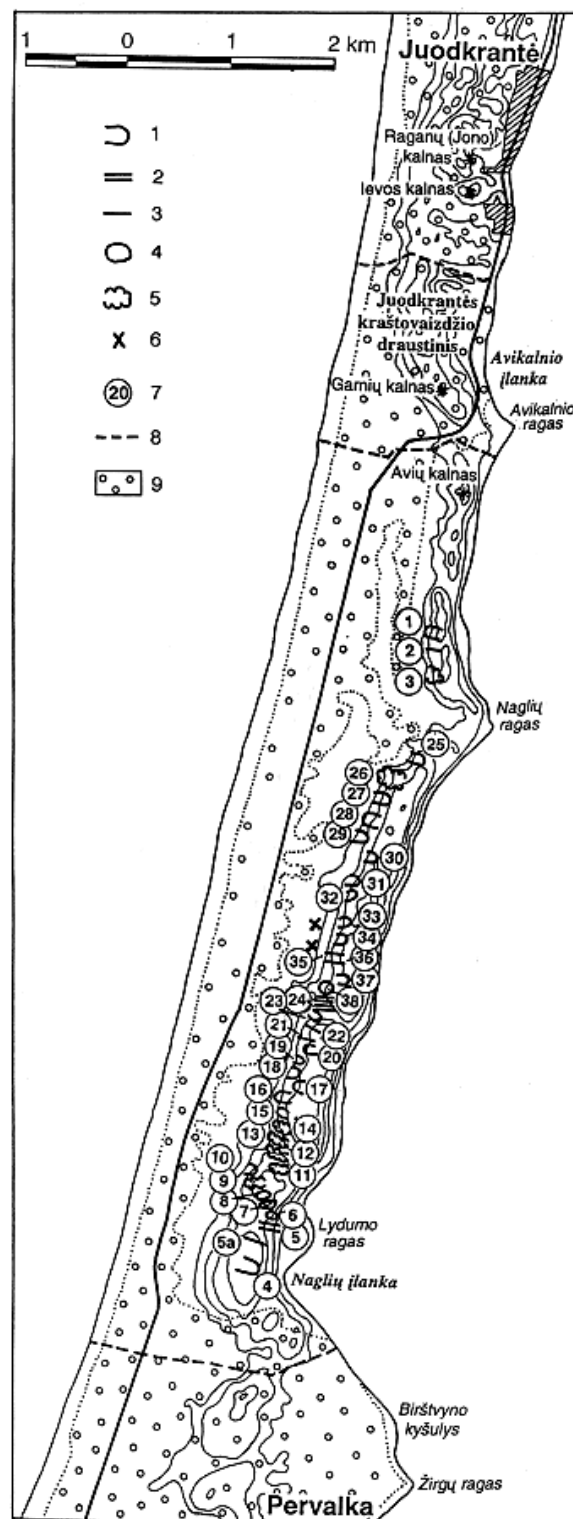 1 0 1 2 km
Juodkrantė
Raganų (Jono)
kalnas
Ievos kalnas
1
2
3
4
5
6
20 7
8
9
Juodkrantės
kraštovaizdžio
draustinis
Avikalnio
įlanka
Garnių kalnas
Avikalnio
ragas
Avių kalnas
1
2
3
Naglių
ragas
25
26
27
28
29
30
31
32
33
34
35
36
37
23
24
38
21
22
19
20
18
16
17
15
14
13
12
10
11
9
8
7
6
5
Lydumo
ragas
5a
4
Naglių įlanka
Birštvyno
kyšulys
Žirgų ragas
Pervalka